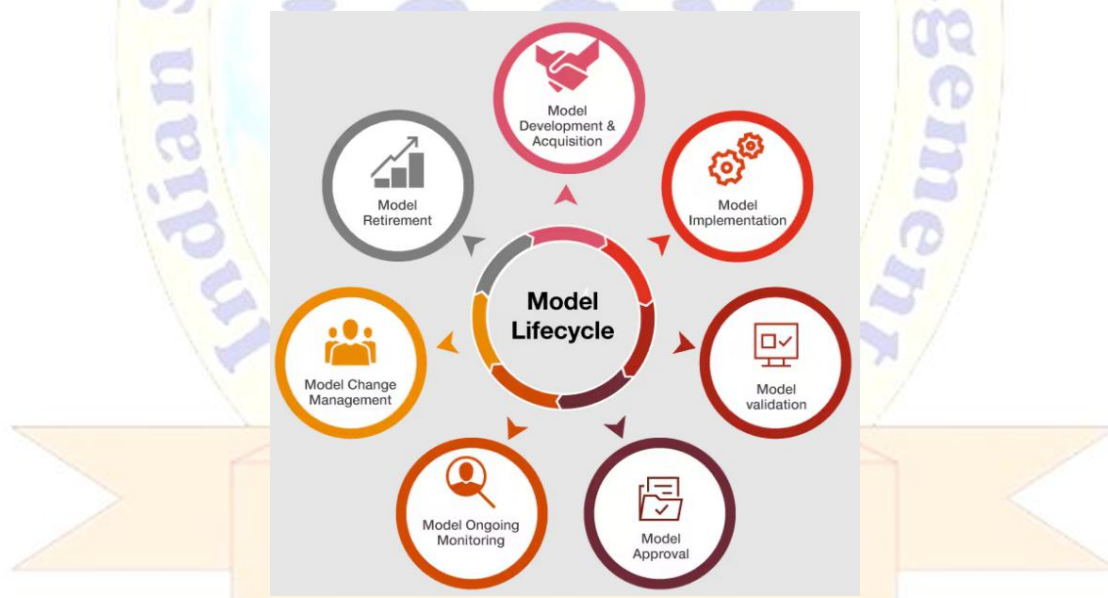 Model
Development &
Acquisition
Model
Implementation
Model
validation
Model
Approval
Model Ongoing
Monitoring
Model Change
Management
Model
Retirement
Model
Lifecycle